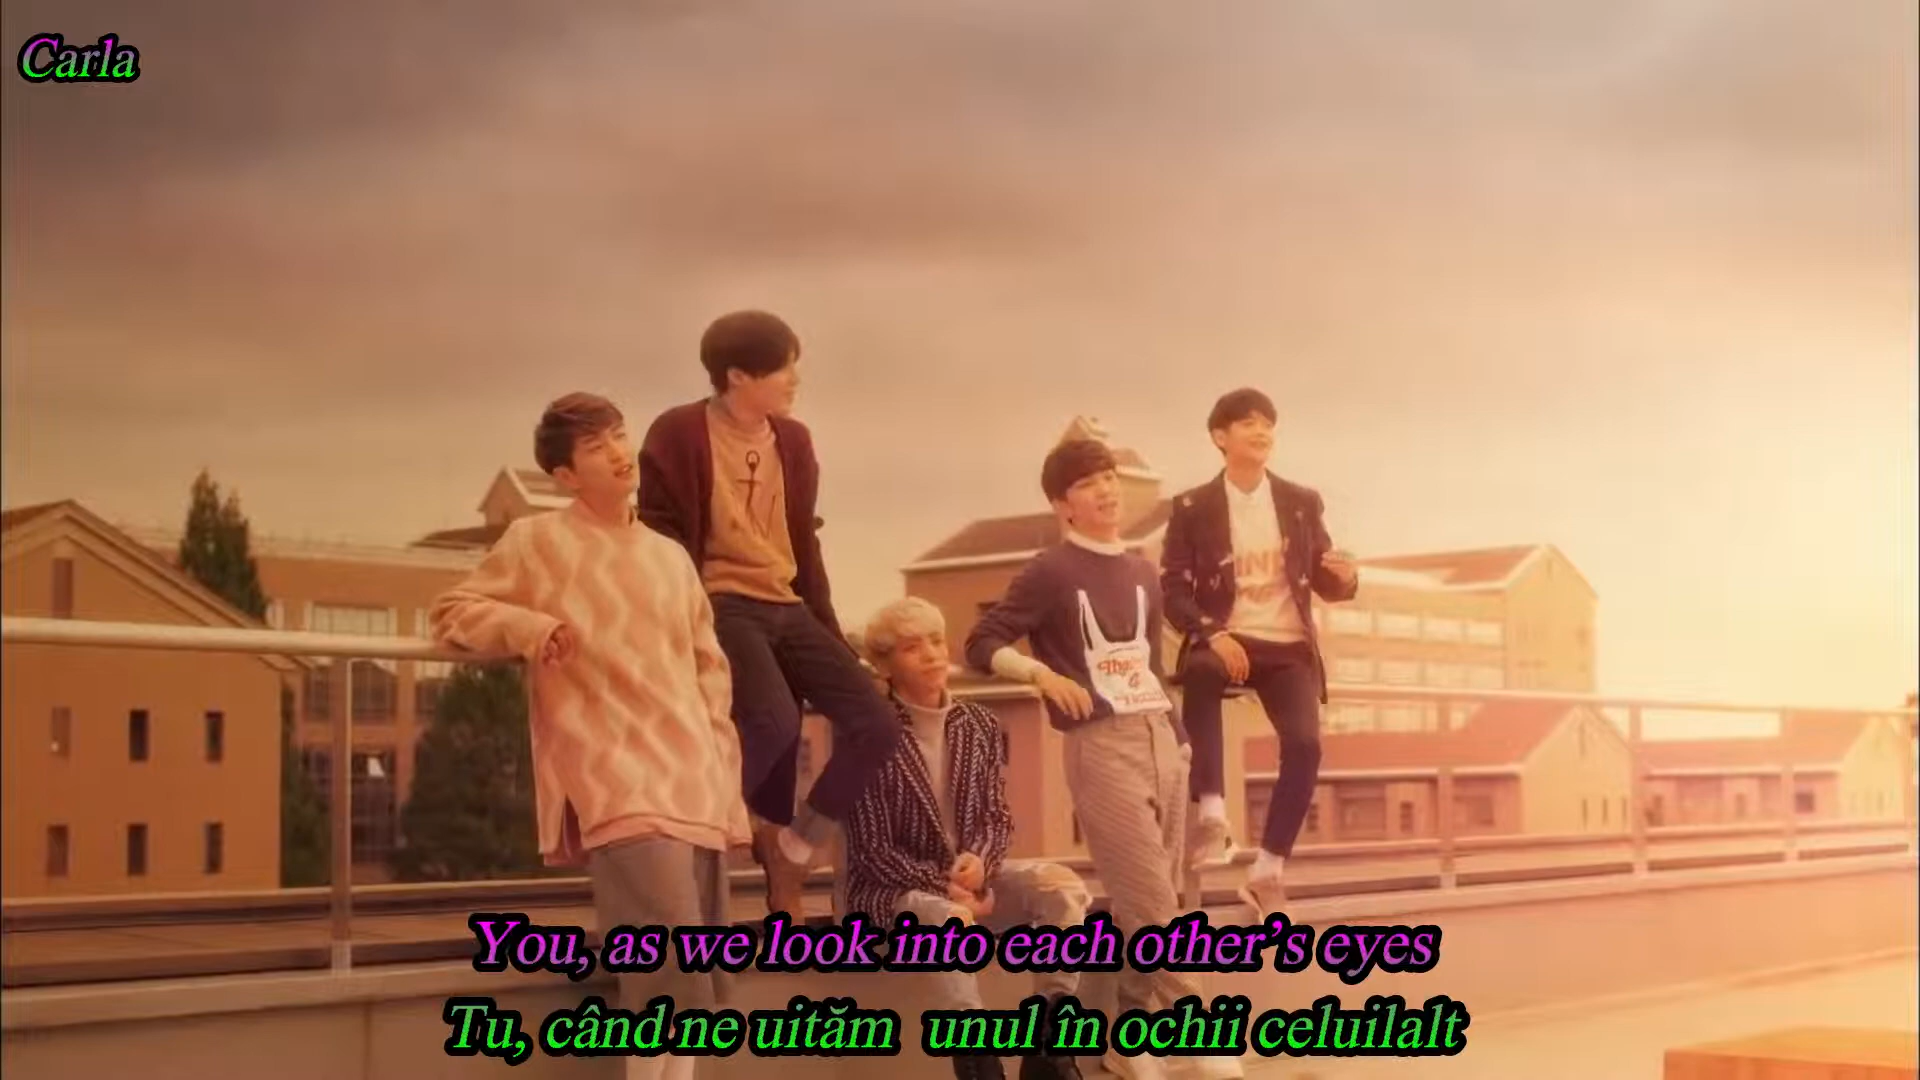 Carla
You, as we look into each other’s eyes
Tu, când ne uităm  unul în ochii celuilalt